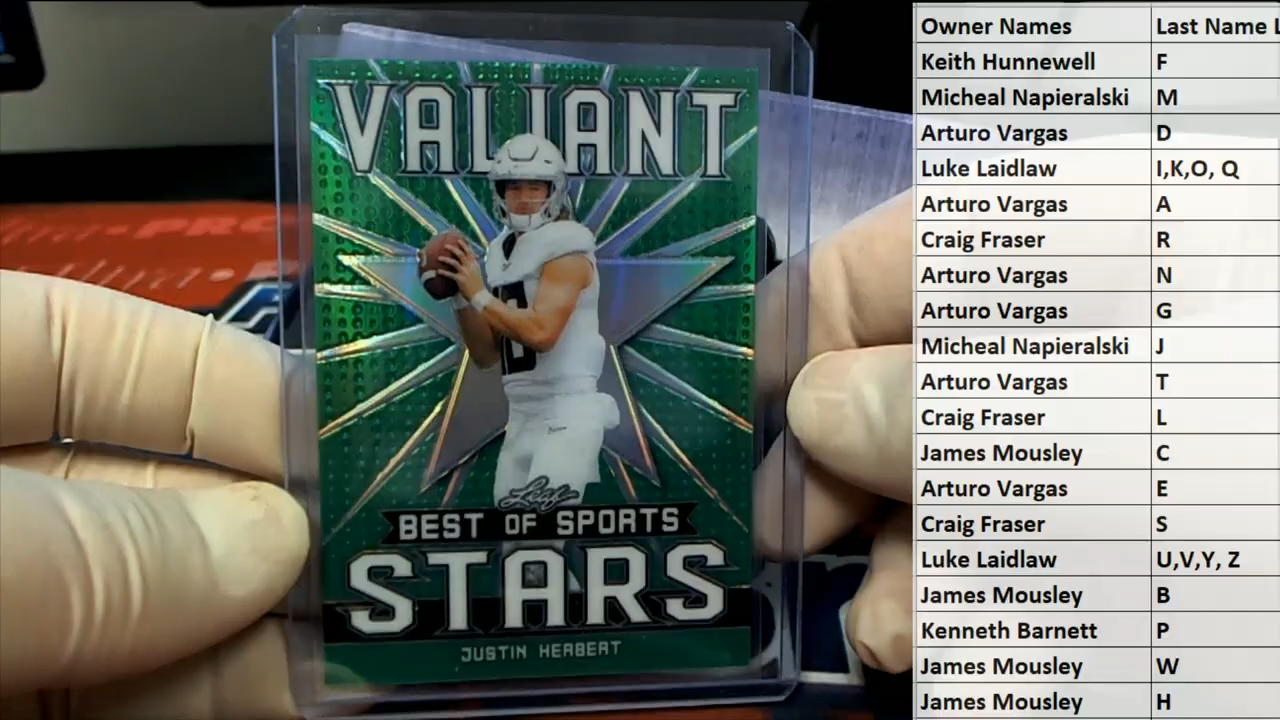 VALIANT
10
Leaf
BEST OF SPORTS
STARS
JUSTIN HERBERT
PRO
Owner Names Last Name L
Keith Hunnewell F
Micheal Napieralski M
Arturo Vargas D
Luke Laidlaw I,K,O, Q
Arturo Vargas A
Craig Fraser R
Arturo Vargas N
Arturo Vargas G
Micheal Napieralski J
Arturo Vargas T
Craig Fraser L
James Mousley C
Arturo Vargas E
Craig Fraser S
Luke Laidlaw U,V,Y, Z
James Mousley B
Kenneth Barnett P
James Mousley W
James Mousley H